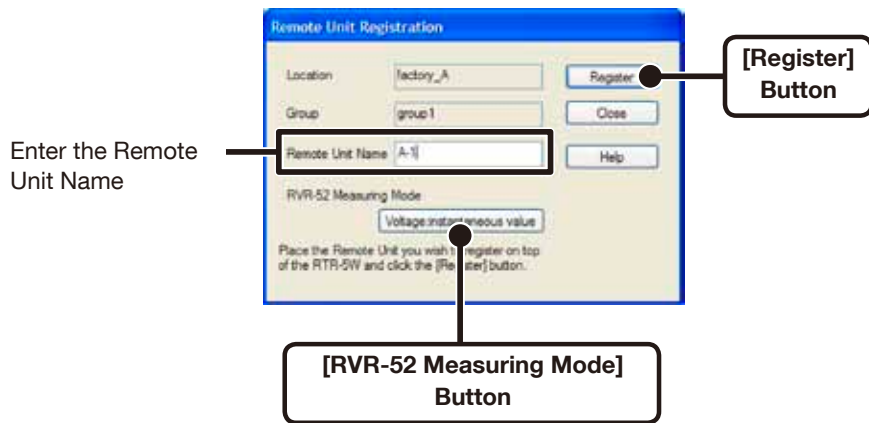 Remote Unit Registration
Location factory_A Register
[Register]
Button
Group group1 Close
Enter the Remote
Unit Name
Remote Unit Name A-1 Help
RVR-52 Measuring Mode
Voltage:instantaneous value
Place the Remote Unit you wish to register on top
of the RTR-5W and click the [Register] button.
[RVR-52 Measuring Mode]
Button